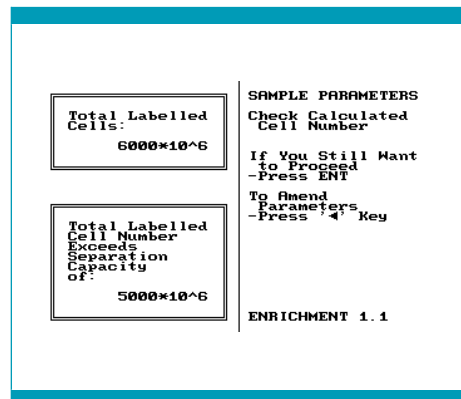 Total Labelled
Cells:
6000*10^6
Total Labelled
Cell Number
Exceeds
Separation
Capacity
of:
5000*10^6
SAMPLE PARAMETERS
Check Calculated
Cell Number
If You Still Want
to Proceed
-Press ENT
To Amend
Parameters
-Press '◄' Key
ENRICHMENT 1.1